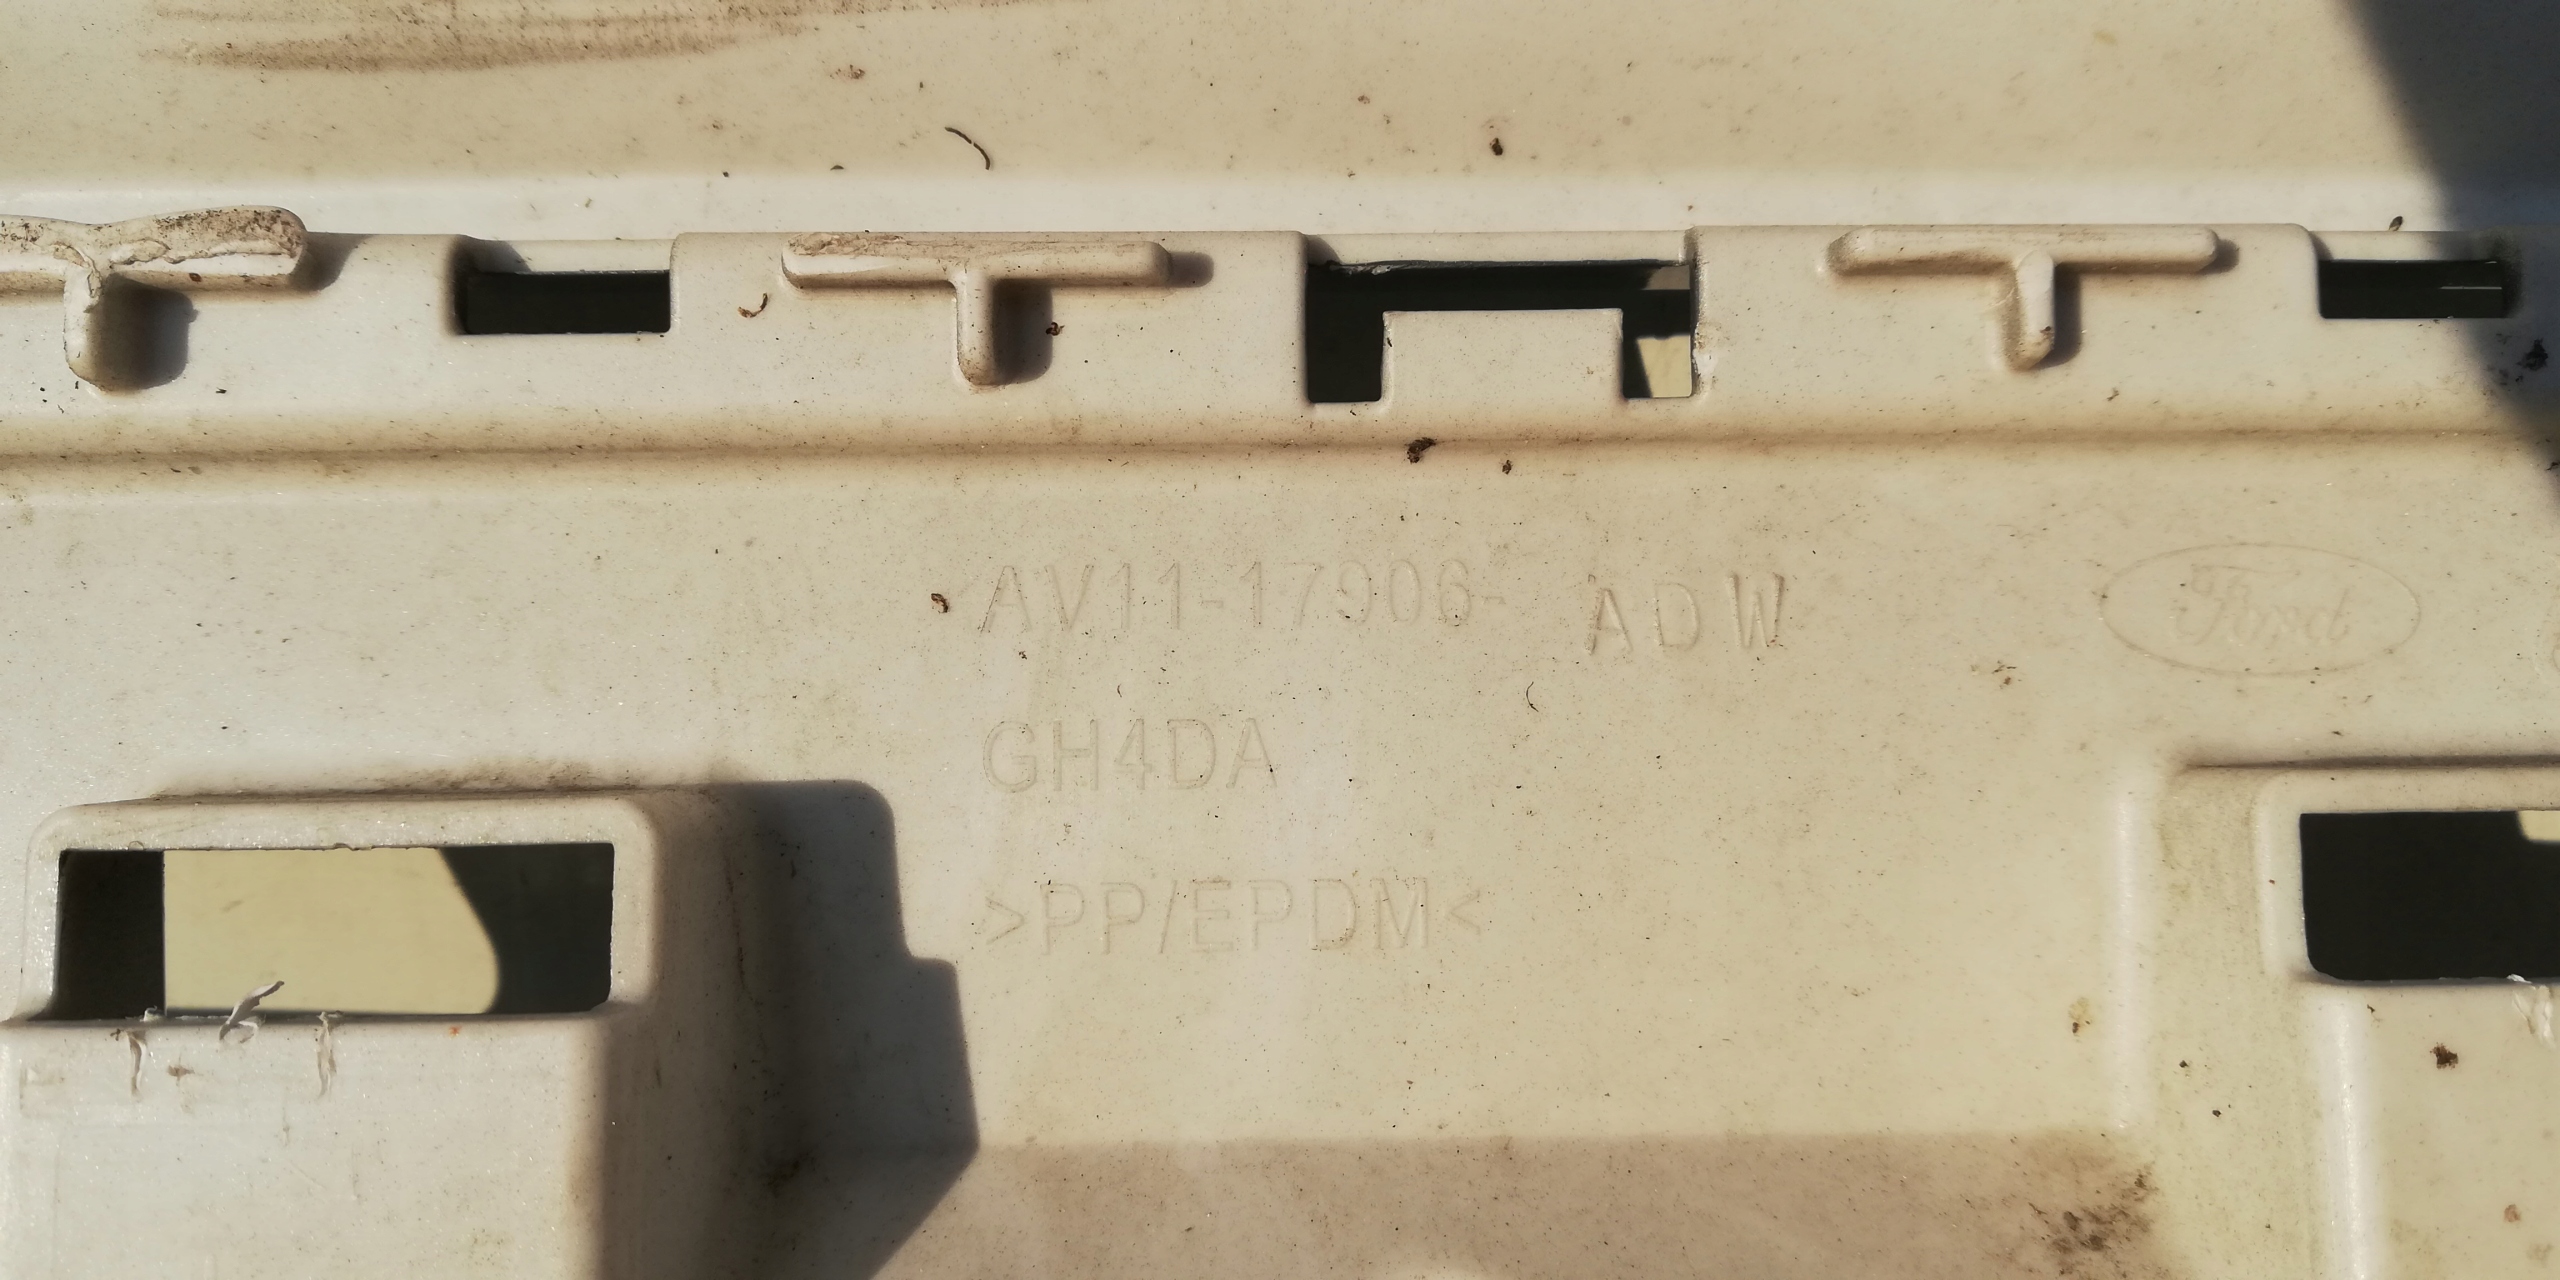 AV11-17906- ADW
Ford
GH4DA
>PP/EPDM<